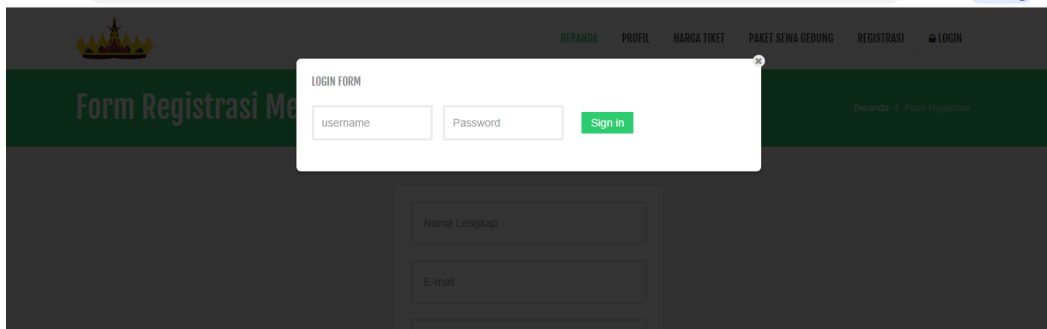 BERANDA PROFIL HARGA TIKET PAKET SEWA GEDUNG REGISTRASI LOGIN
LOGIN FORM
username Password Sign in
Form Registrasi Me
Beranda / Form Registrasi
Nama Lengkap
E-mail